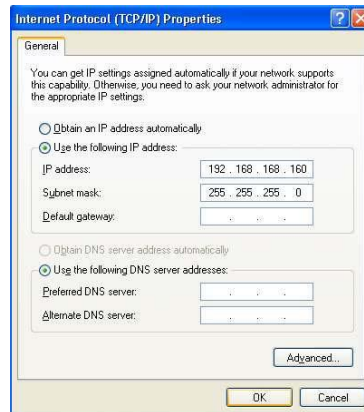 Internet Protocol (TCP/IP) Properties
General
You can get IP settings assigned automatically if your network supports
this capability. Otherwise, you need to ask your network administrator for
the appropriate IP settings.
Obtain an IP address automatically
Use the following IP address:
IP address: 192 . 168 . 168 . 160
Subnet mask: 255 . 255 . 255 . 0
Default gateway: . . .
Obtain DNS server address automatically
Use the following DNS server addresses:
Preferred DNS server: . . .
Alternate DNS server: . . .
Advanced...
OK Cancel